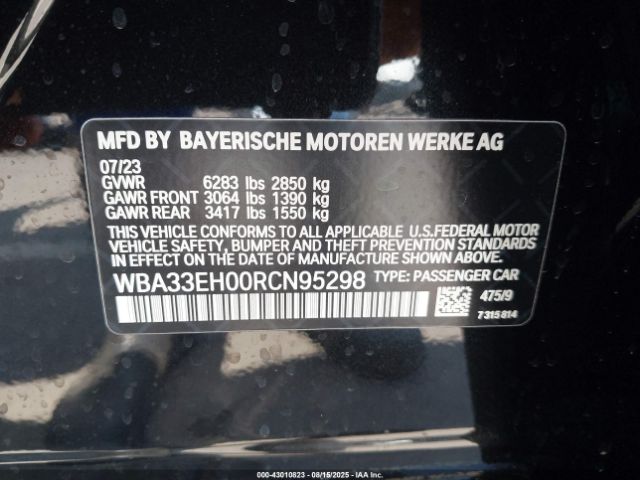 MFD BY BAYERISCHE MOTOREN WERKE AG
07/23
GVWR 6283 lbs 2850 kg
GAWR FRONT 3064 lbs 1390 kg
GAWR REAR 3417 lbs 1550 kg
THIS VEHICLE CONFORMS TO ALL APPLICABLE U.S.FEDERAL MOTOR
VEHICLE SAFETY, BUMPER AND THEFT PREVENTION STANDARDS
IN EFFECT ON THE DATE OF MANUFACTURE SHOWN ABOVE.
WBA33EH00RCN95298 TYPE: PASSENGER CAR
475/9
7315814
000-43010823 - 08/15/2025 - IAA Inc.